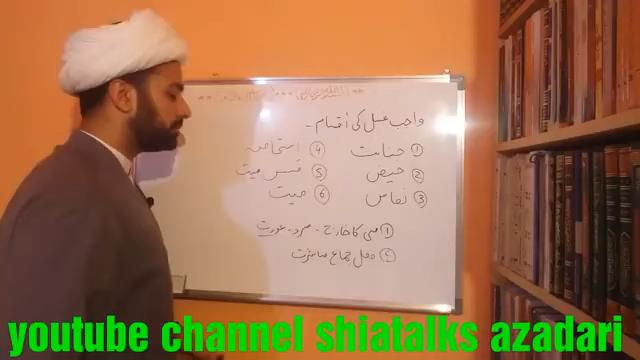 واجب غسل کی اقسام۔
① جنابت ④ استحاضہ
② حیض ⑤ مس میت
③ نفاس ⑥ میت
① منی کا خارج - مرد - عورت
② جماع مباشرت
youtube channel shiatalks azadari